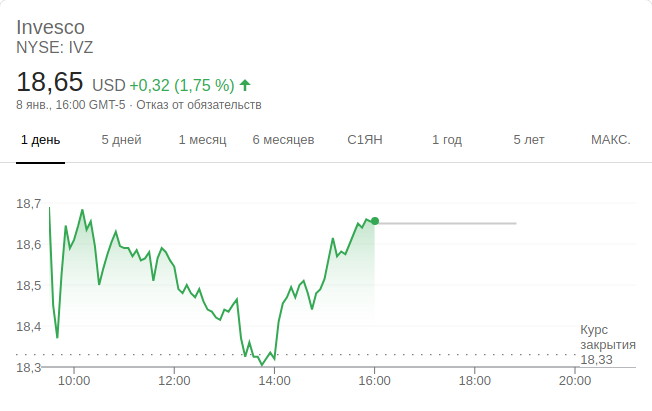 Invesco
NYSE: IVZ
18,65 USD +0,32 (1,75 %)
8 янв., 16:00 GMT-5 · Отказ от обязательств
1 день 5 дней 1 месяц 6 месяцев С1ЯН 1 год 5 лет МАКС.
18,7
18,6
18,5
18,4
18,3
Курс
закрытия
18,33
10:00 12:00 14:00 16:00 18:00 20:00